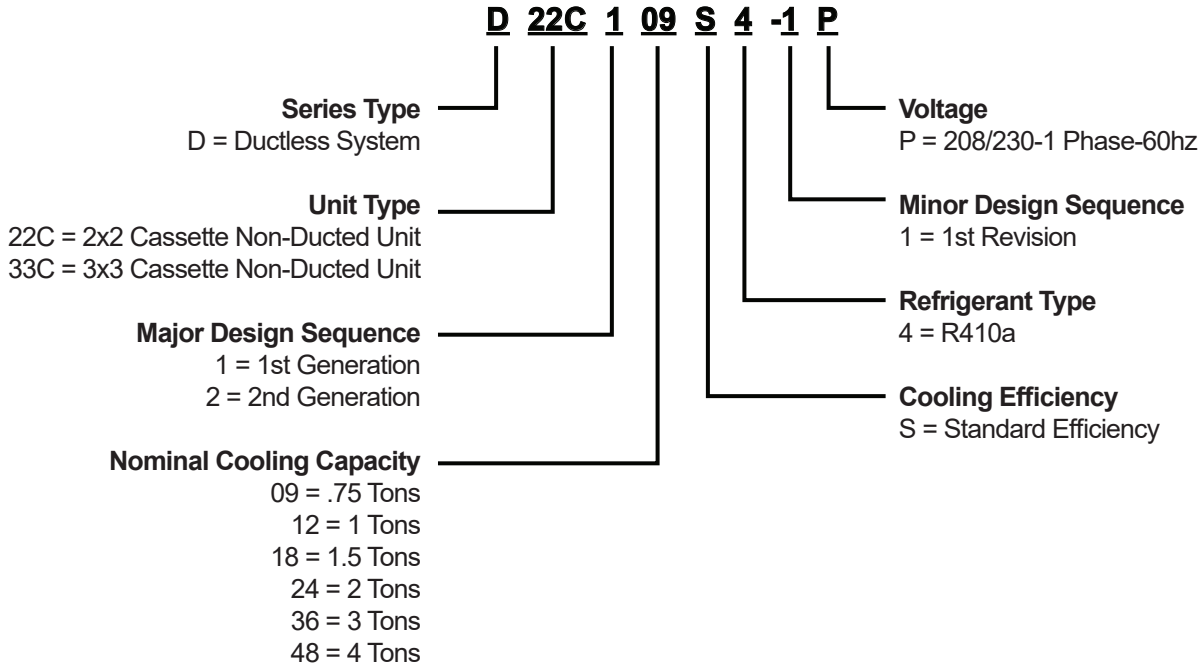 D 22C 1 09 S 4 -1 P
Series Type
D = Ductless System
Unit Type
22C = 2x2 Cassette Non-Ducted Unit
33C = 3x3 Cassette Non-Ducted Unit
Major Design Sequence
1 = 1st Generation
2 = 2nd Generation
Nominal Cooling Capacity
09 = .75 Tons
12 = 1 Tons
18 = 1.5 Tons
24 = 2 Tons
36 = 3 Tons
48 = 4 Tons
Voltage
P = 208/230-1 Phase-60hz
Minor Design Sequence
1 = 1st Revision
Refrigerant Type
4 = R410a
Cooling Efficiency
S = Standard Efficiency